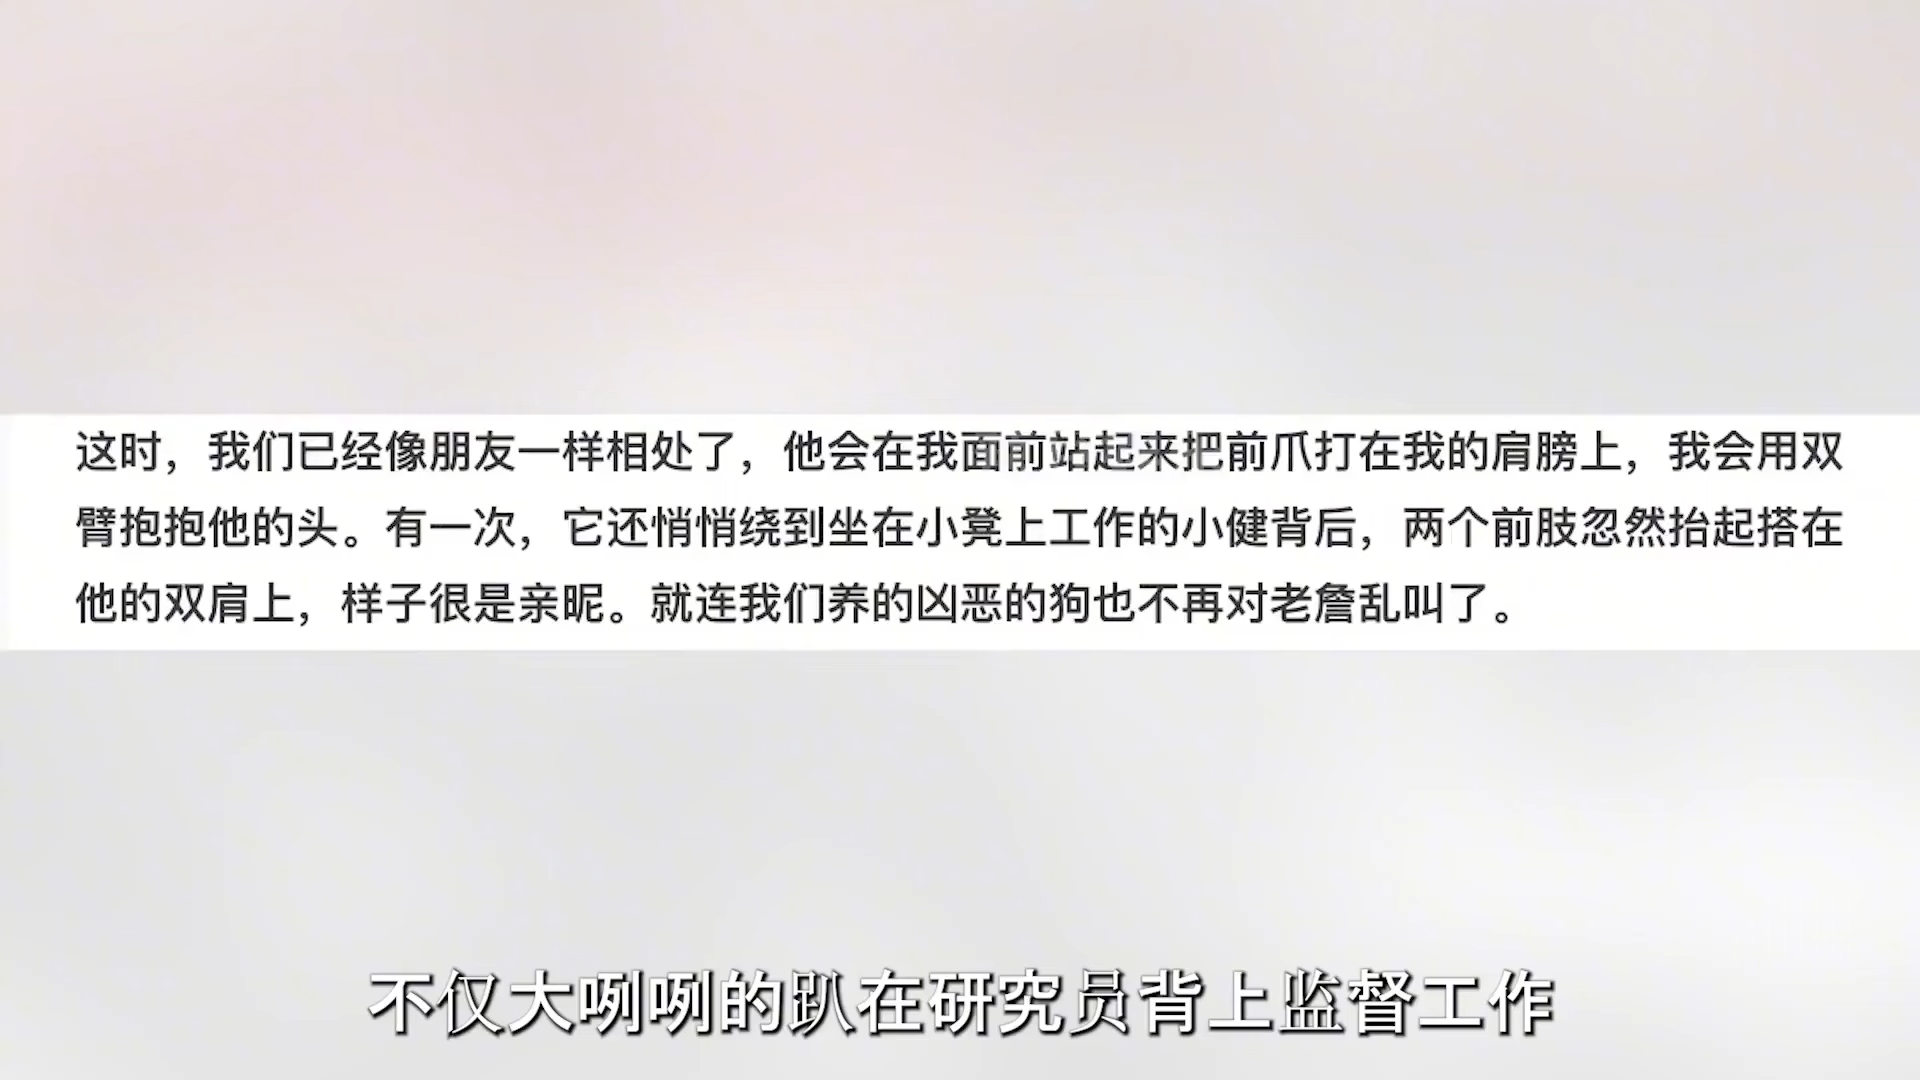 这时，我们已经像朋友一样相处了，他会在我面前站起来把前爪打在我的肩膀上，我会用双
臂抱抱他的头。有一次，它还悄悄绕到坐在小凳上工作的小健背后，两个前肢忽然抬起搭在
他的双肩上，样子很是亲昵。就连我们养的凶恶的狗也不再对老詹乱叫了。
不仅大咧咧的趴在研究员背上监督工作